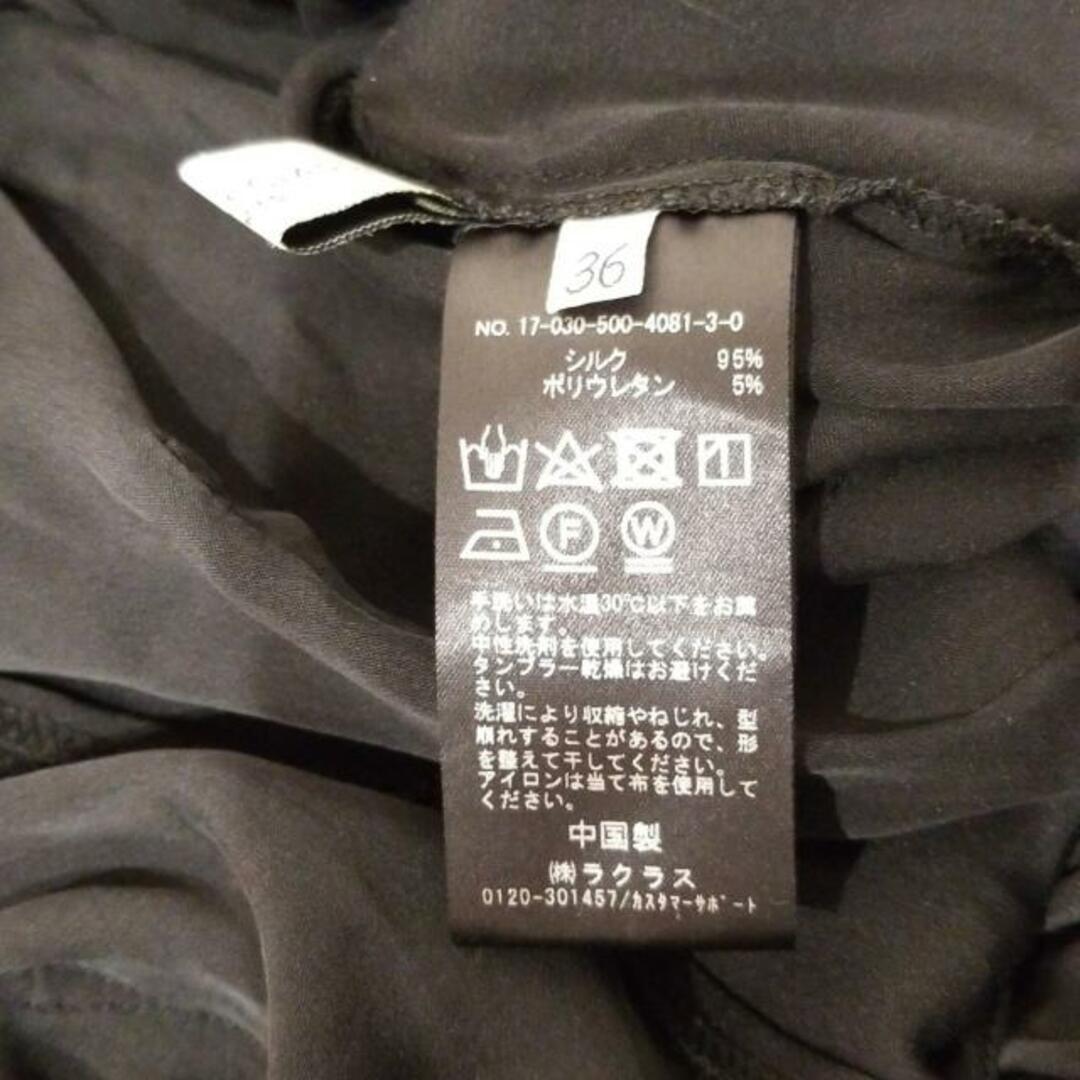 36
NO. 17-030-500-4081-3-0
シルク 95%
ポリウレタン 5%
F W
手洗いは水温30℃以下をお薦
めします。
中性洗剤を使用してください。
タンブラー乾燥はお避けくだ
さい。
洗濯により収縮やねじれ、型
崩れすることがあるので、形
を整えて干してください。
アイロンは当て布を使用して
ください。
中国製
㈱ラクラス
0120-301457/ｶｽﾀﾏｰｻﾎﾟｰﾄ